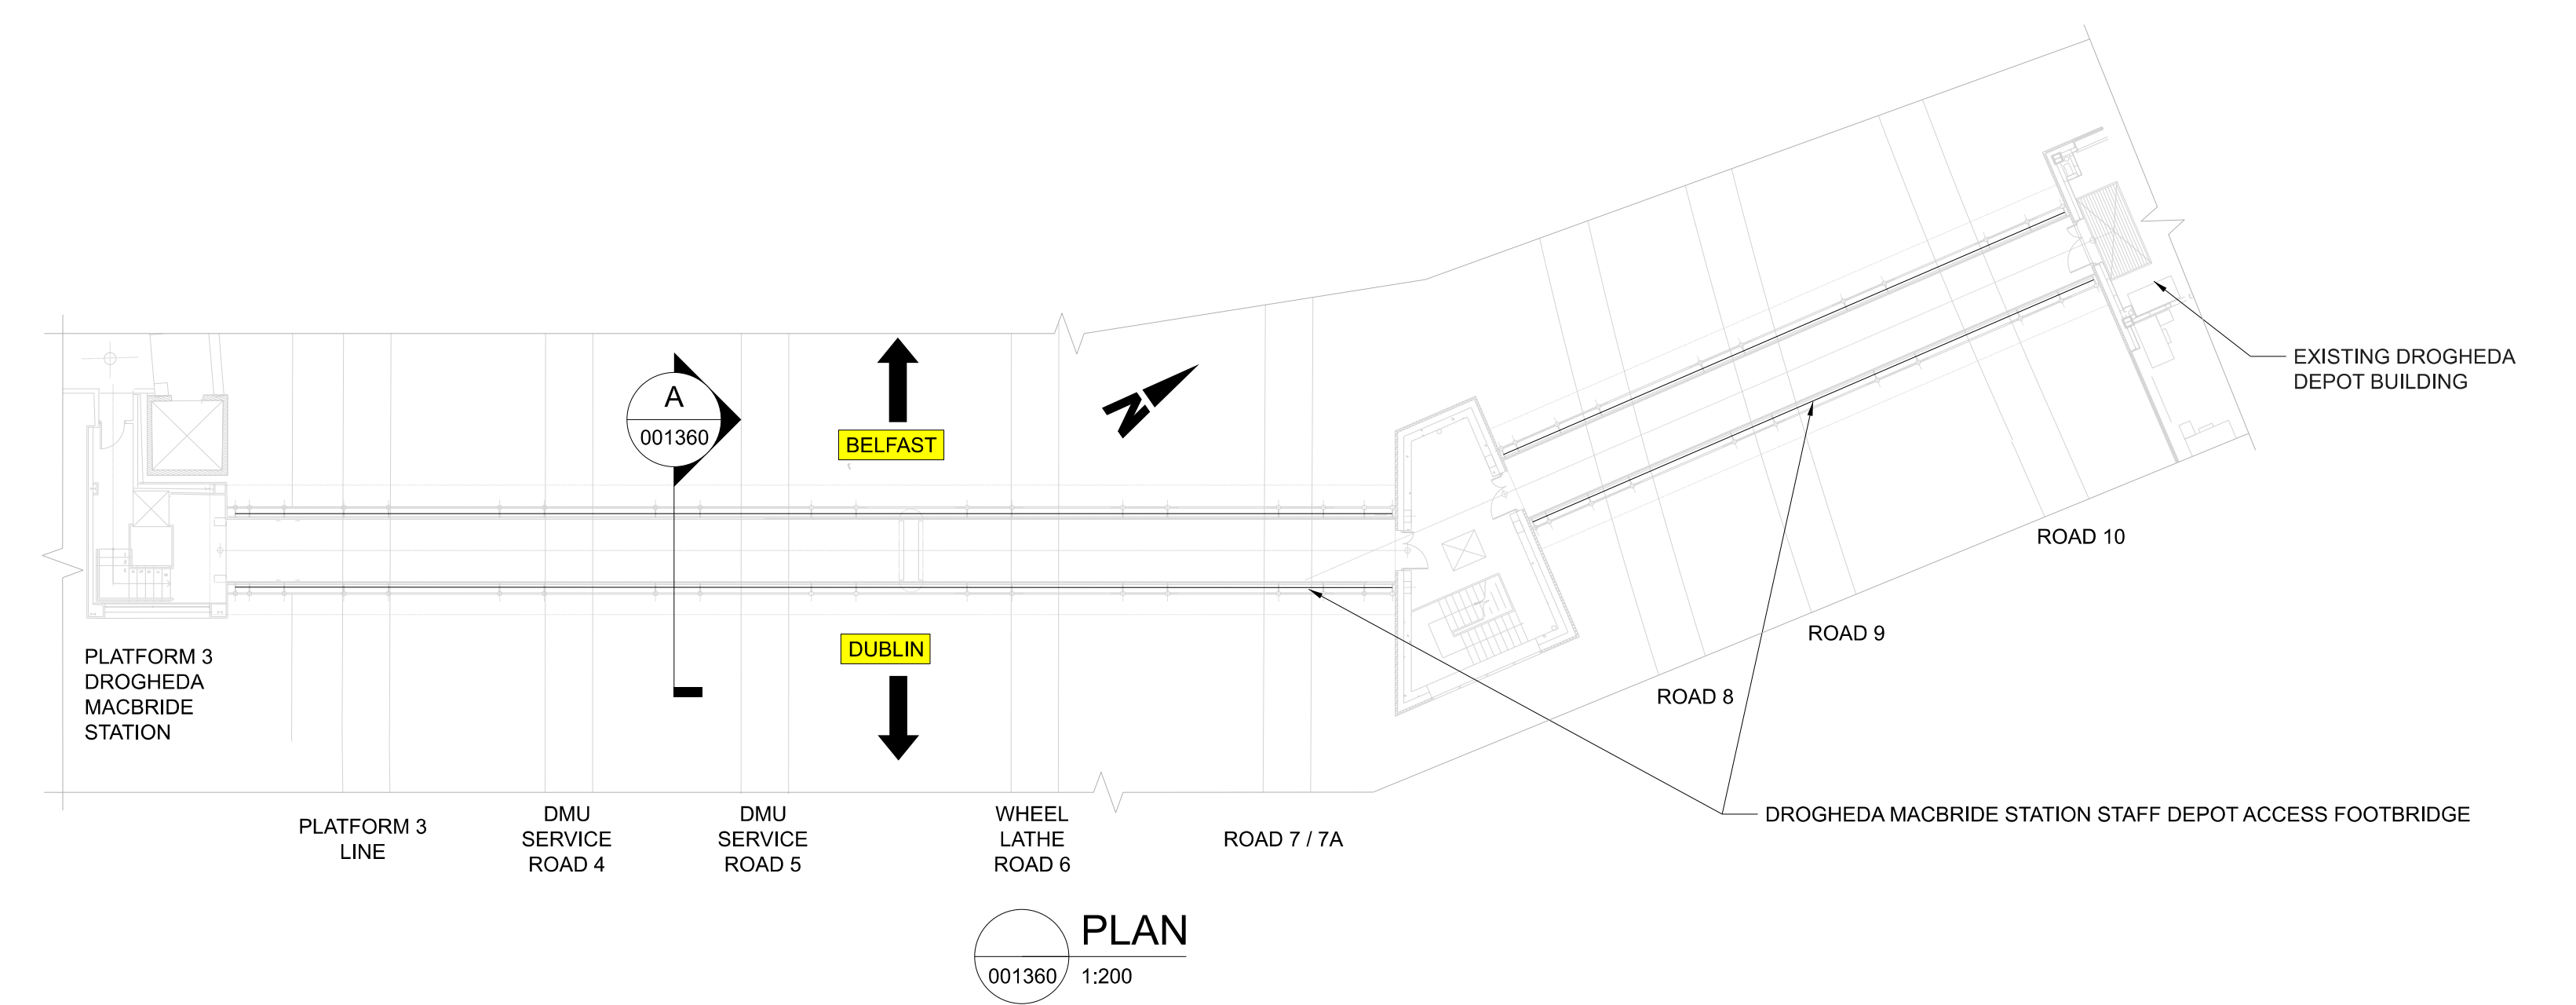 A
001360
BELFAST
N
EXISTING DROGHEDA
DEPOT BUILDING
ROAD 10
ROAD 9
ROAD 8
DUBLIN
PLATFORM 3
DROGHEDA
MACBRIDE
STATION
DROGHEDA MACBRIDE STATION STAFF DEPOT ACCESS FOOTBRIDGE
PLATFORM 3
LINE
DMU
SERVICE
ROAD 4
DMU
SERVICE
ROAD 5
WHEEL
LATHE
ROAD 6
ROAD 7 / 7A
PLAN
001360
1:200